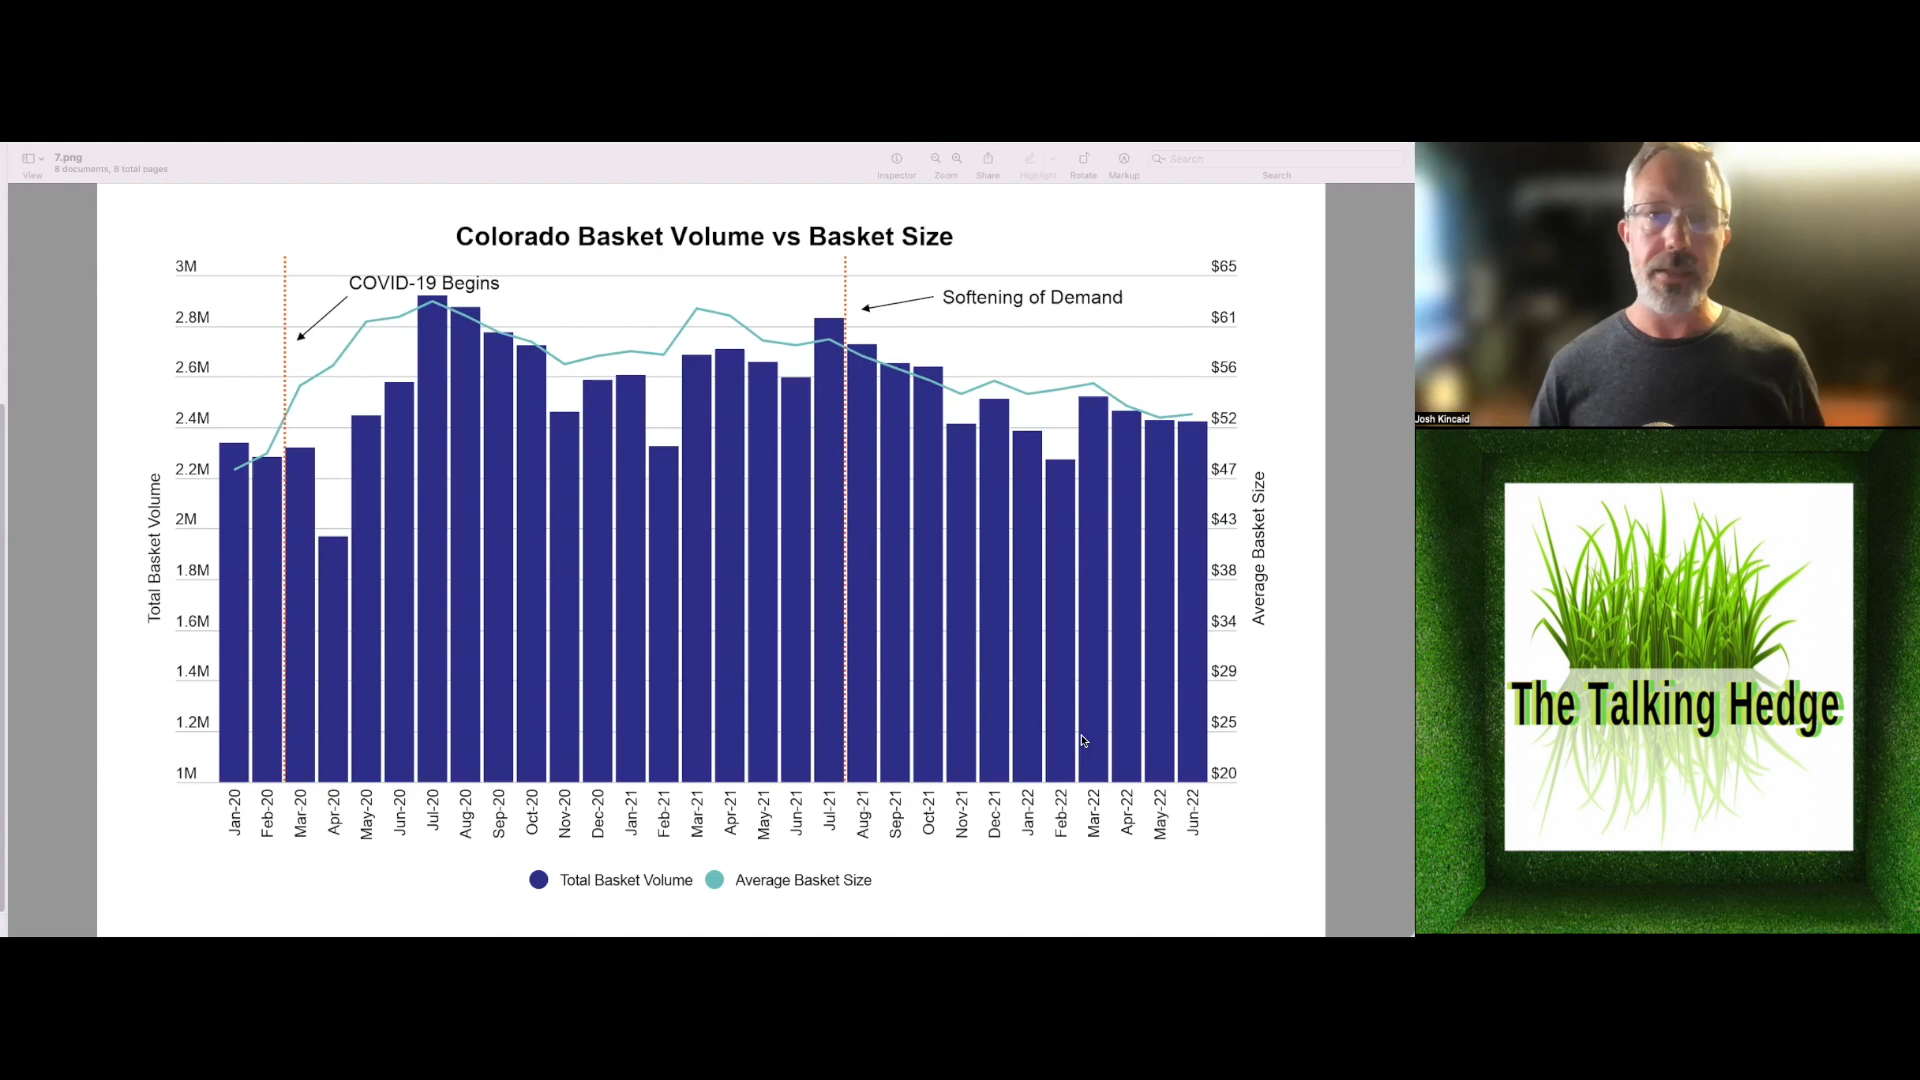 7.png
8 documents, 8 total pages
View
Inspector
Zoom
Share
Highlight
Rotate
Markup
Search
Search
Colorado Basket Volume vs Basket Size
COVID-19 Begins
Softening of Demand
Total Basket Volume
3M
2.8M
2.6M
2.4M
2.2M
2M
1.8M
1.6M
1.4M
1.2M
1M
$65
$61
$56
$52
$47
$43
$38
$34
$29
$25
$20
Average Basket Size
Jan-20
Feb-20
Mar-20
Apr-20
May-20
Jun-20
Jul-20
Aug-20
Sep-20
Oct-20
Nov-20
Dec-20
Jan-21
Feb-21
Mar-21
Apr-21
May-21
Jun-21
Jul-21
Aug-21
Sep-21
Oct-21
Nov-21
Dec-21
Jan-22
Feb-22
Mar-22
Apr-22
May-22
Jun-22
Total Basket Volume
Average Basket Size
Josh Kincaid
The Talking Hedge